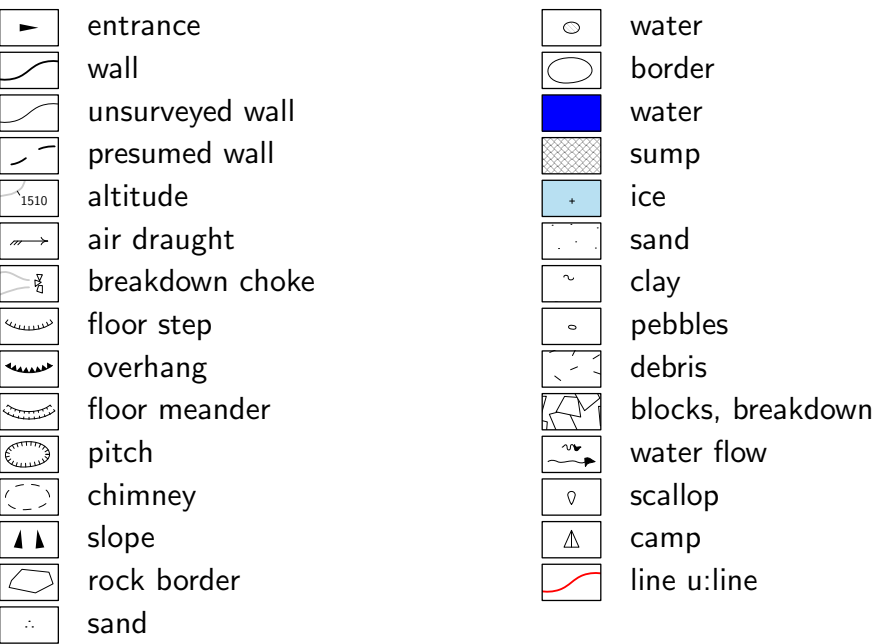 entrance
wall
unsurveyed wall
presumed wall
1510 altitude
air draught
breakdown choke
floor step
overhang
floor meander
pitch
chimney
slope
rock border
sand
water
border
water
sump
ice
sand
clay
pebbles
debris
blocks, breakdown
water flow
scallop
camp
line u:line